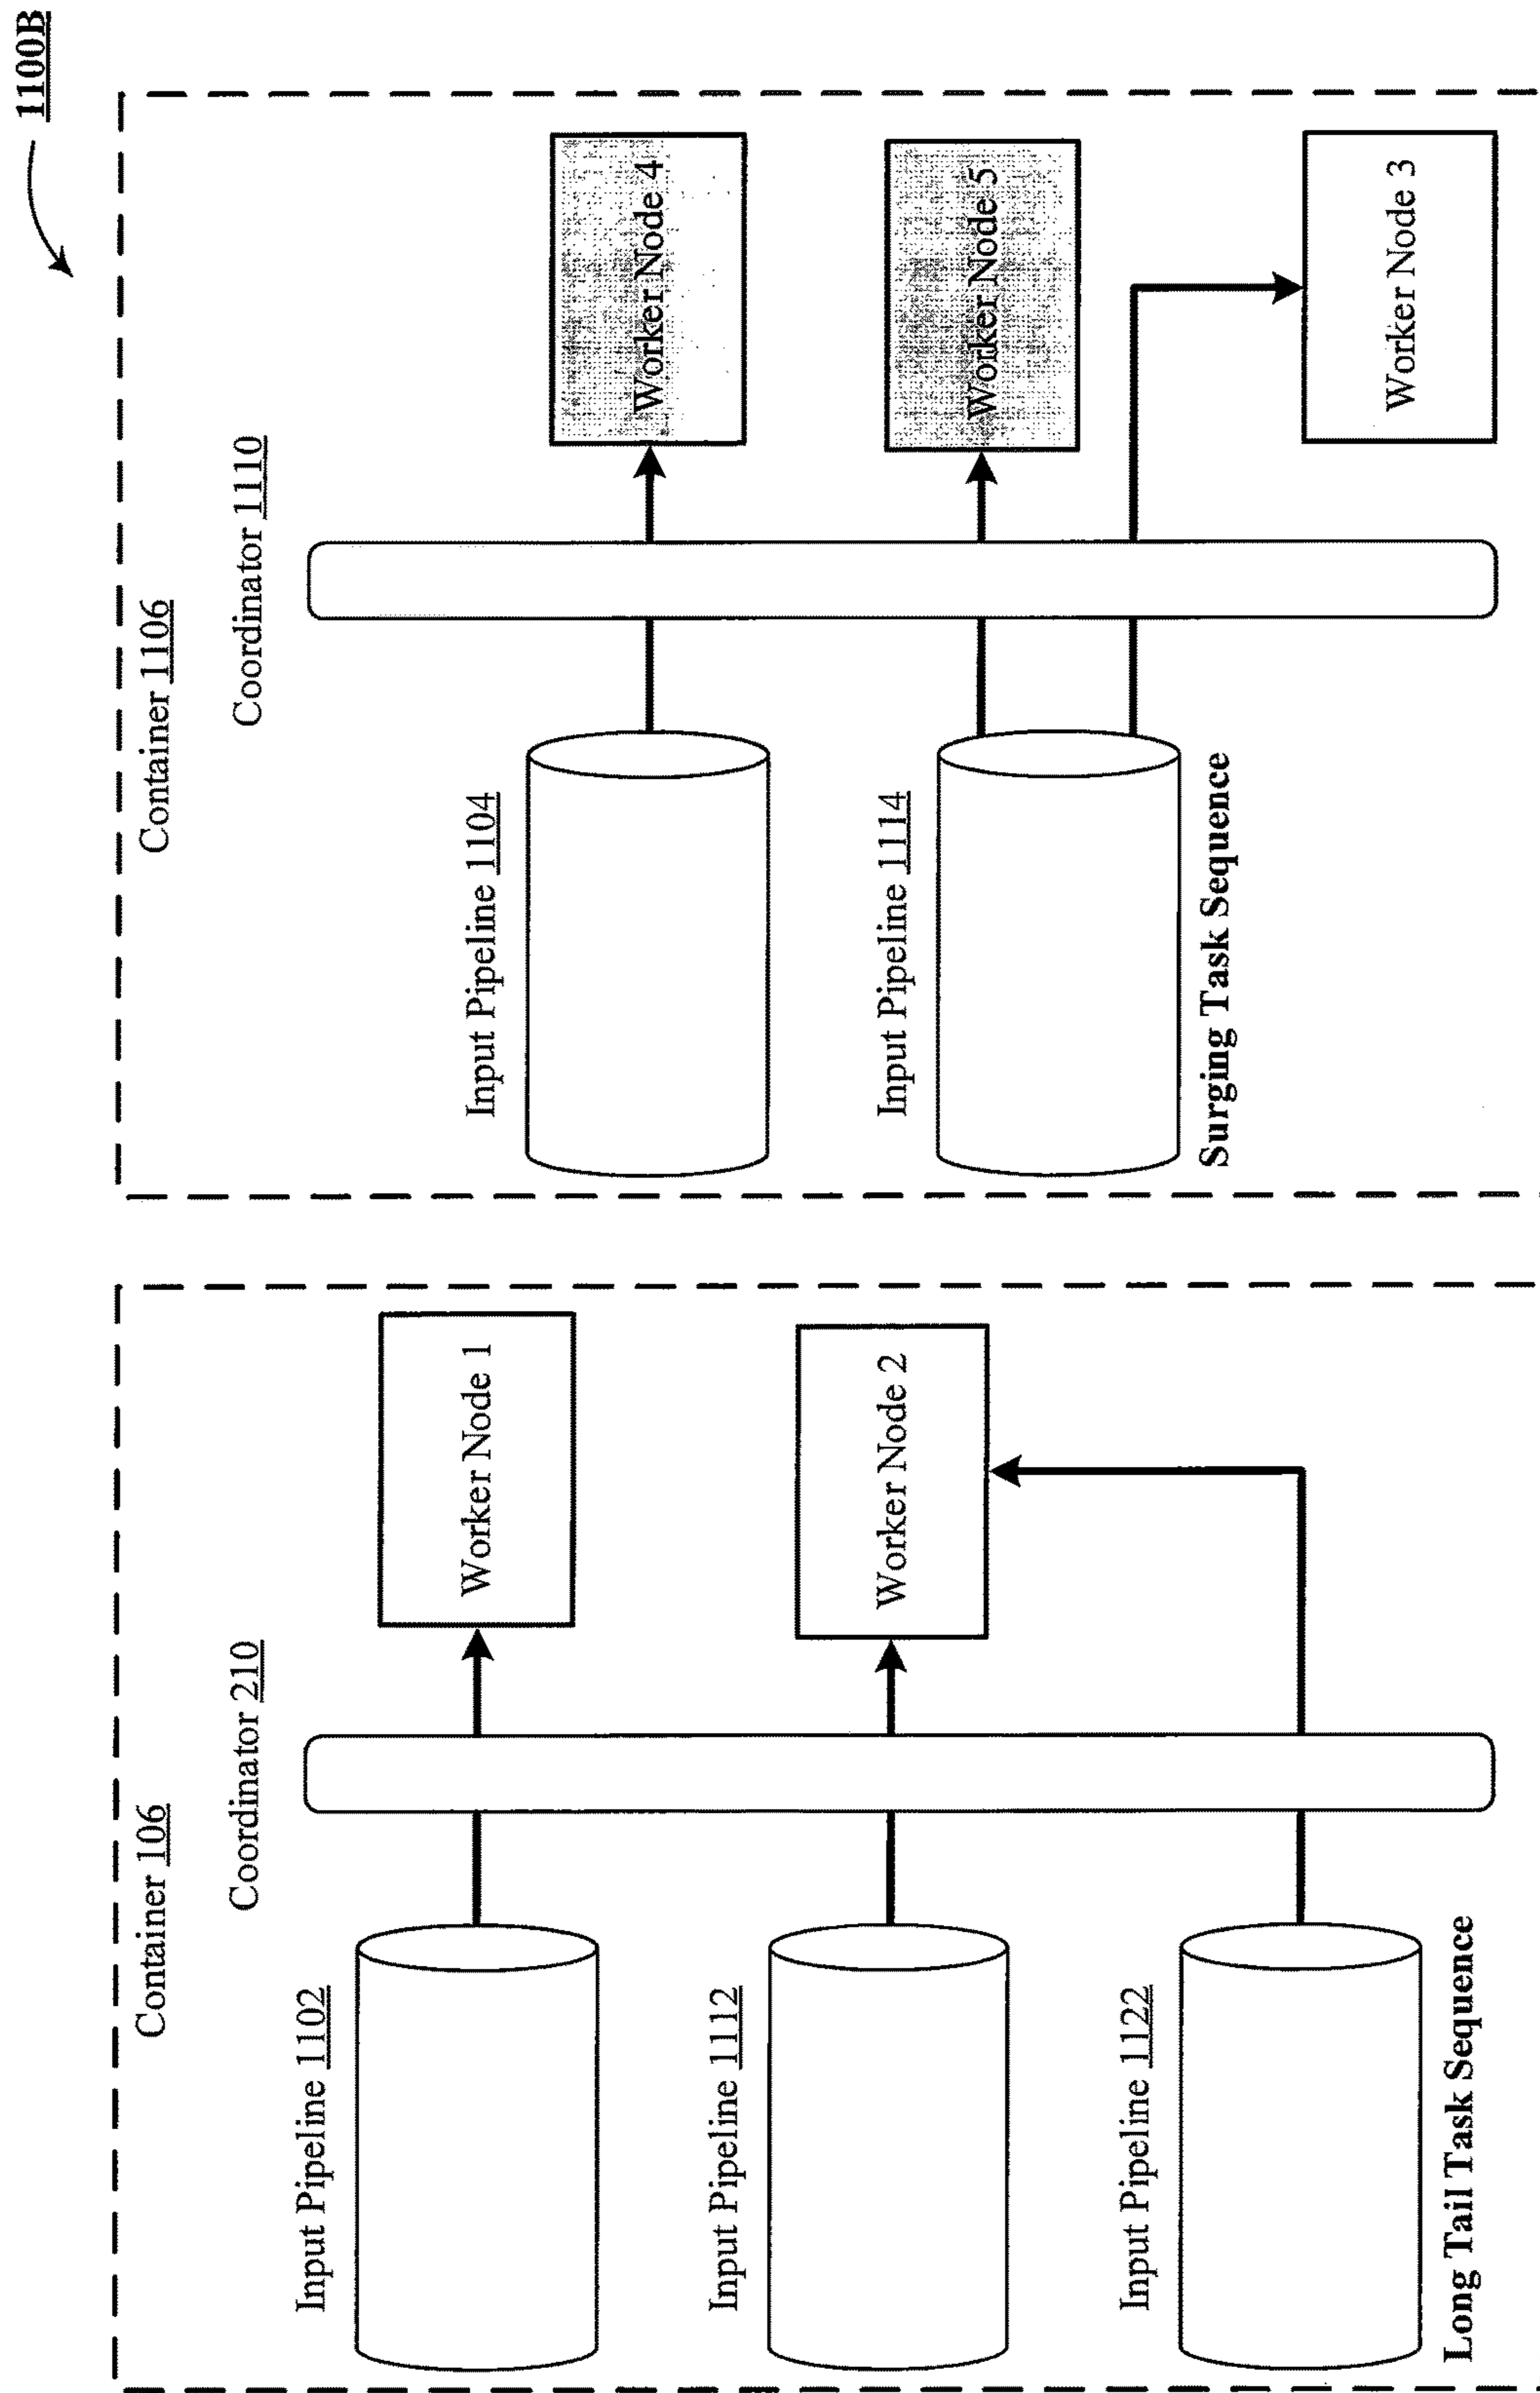 1100B
Container 106
Coordinator 210
Input Pipeline 1102
Worker Node 1
Input Pipeline 1112
Worker Node 2
Input Pipeline 1122
Long Tail Task Sequence
Container 1106
Coordinator 1110
Input Pipeline 1104
Worker Node 4
Input Pipeline 1114
Worker Node 5
Surging Task Sequence
Worker Node 3